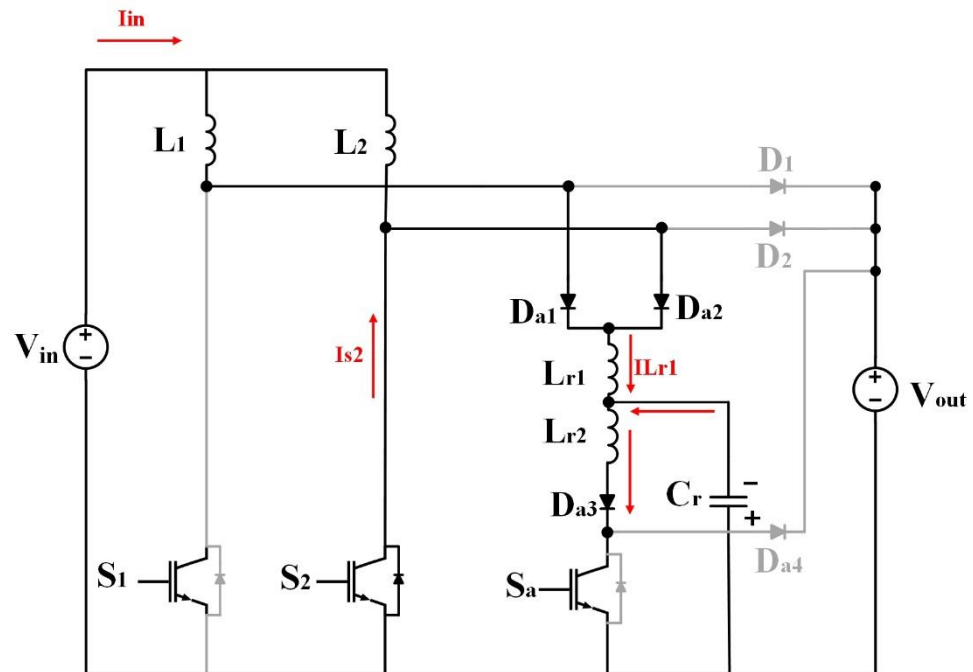 Iin
L1
L2
D1
D2
Da1
Da2
Vin
Is2
Lr1
ILr1
Vout
Lr2
Da3
Cr
Da4
S1
S2
Sa